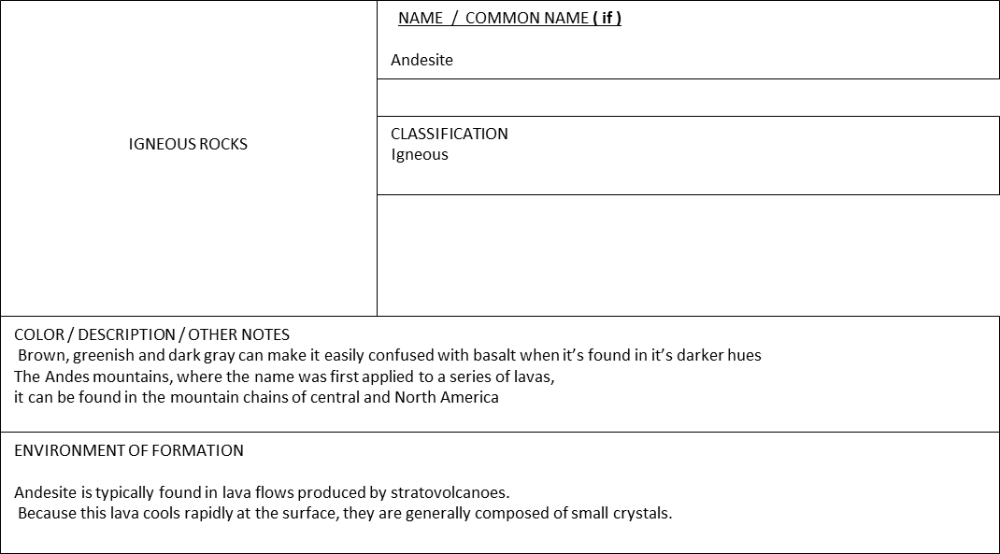 IGNEOUS ROCKS
NAME / COMMON NAME ( if )
Andesite
CLASSIFICATION
Igneous
COLOR / DESCRIPTION / OTHER NOTES
Brown, greenish and dark gray can make it easily confused with basalt when it’s found in it’s darker hues
The Andes mountains, where the name was first applied to a series of lavas,
it can be found in the mountain chains of central and North America
ENVIRONMENT OF FORMATION
Andesite is typically found in lava flows produced by stratovolcanoes.
Because this lava cools rapidly at the surface, they are generally composed of small crystals.